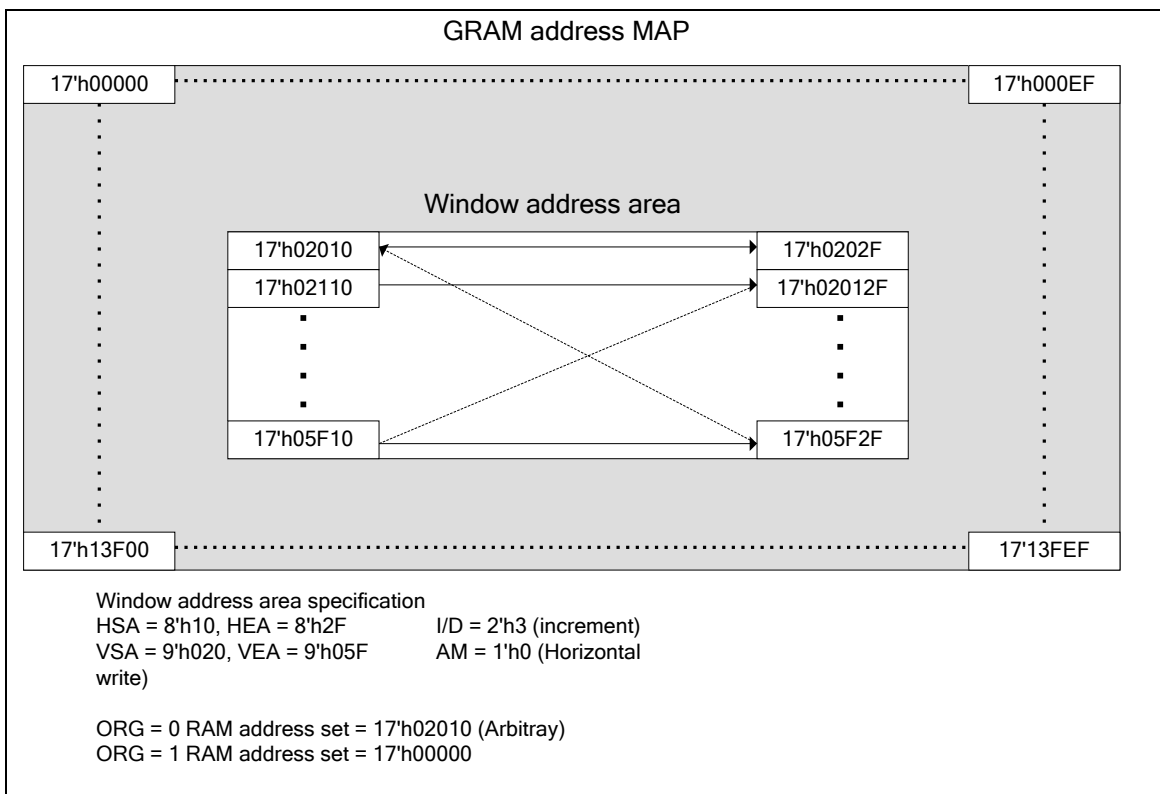 GRAM address MAP
17'h00000 17'h000EF
Window address area
17'h02010 17'h0202F
17'h02110 17'h02012F
17'h05F10 17'h05F2F
17'h13F00 17'13FEF
Window address area specification
HSA = 8'h10, HEA = 8'h2F I/D = 2'h3 (increment)
VSA = 9'h020, VEA = 9'h05F AM = 1'h0 (Horizontal
write)
ORG = 0 RAM address set = 17'h02010 (Arbitray)
ORG = 1 RAM address set = 17'h00000